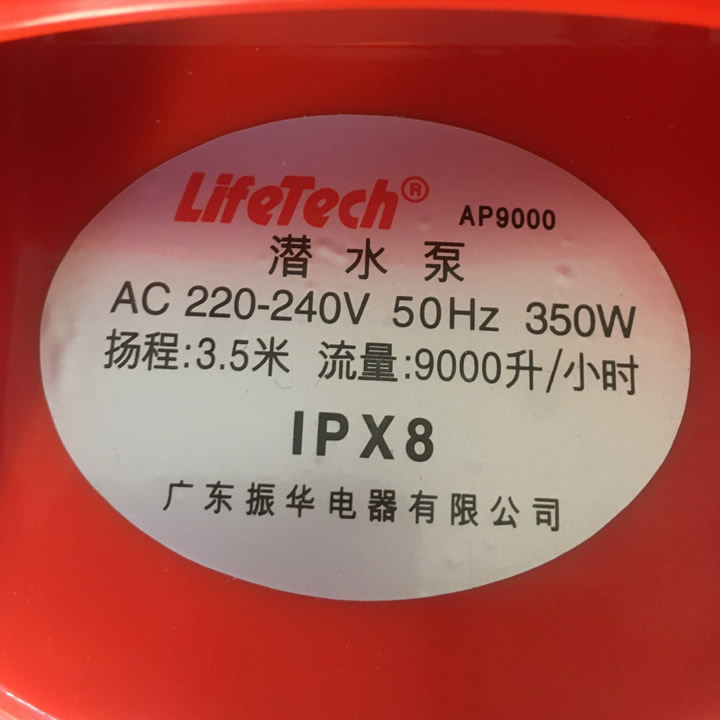 LifeTech® AP9000
潜水泵
AC 220-240V 50Hz 350W
扬程:3.5米 流量:9000升/小时
IPX8
广东振华电器有限公司